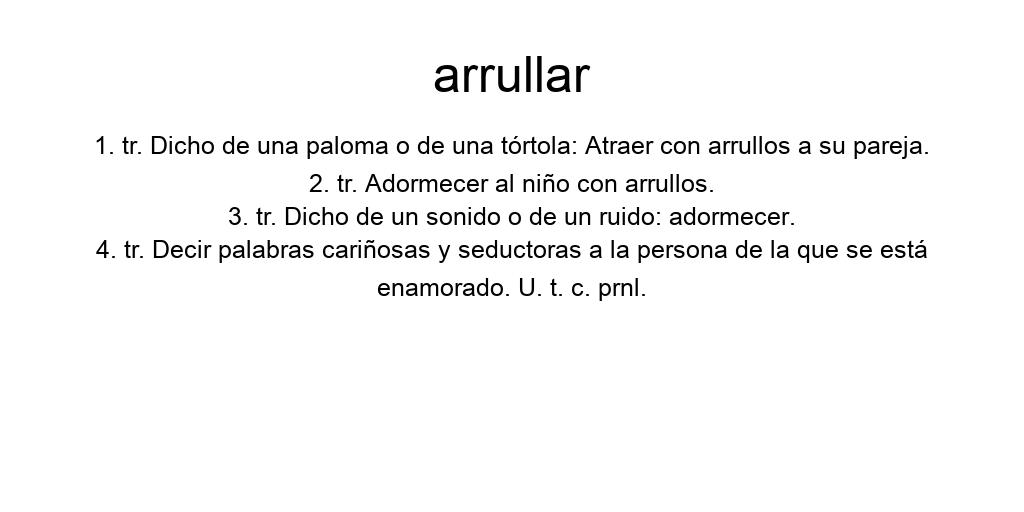 arrullar
1. tr. Dicho de una paloma o de una tórtola: Atraer con arrullos a su pareja.
2. tr. Adormecer al niño con arrullos.
3. tr. Dicho de un sonido o de un ruido: adormecer.
4. tr. Decir palabras cariñosas y seductoras a la persona de la que se está
enamorado. U. t. c. prnl.